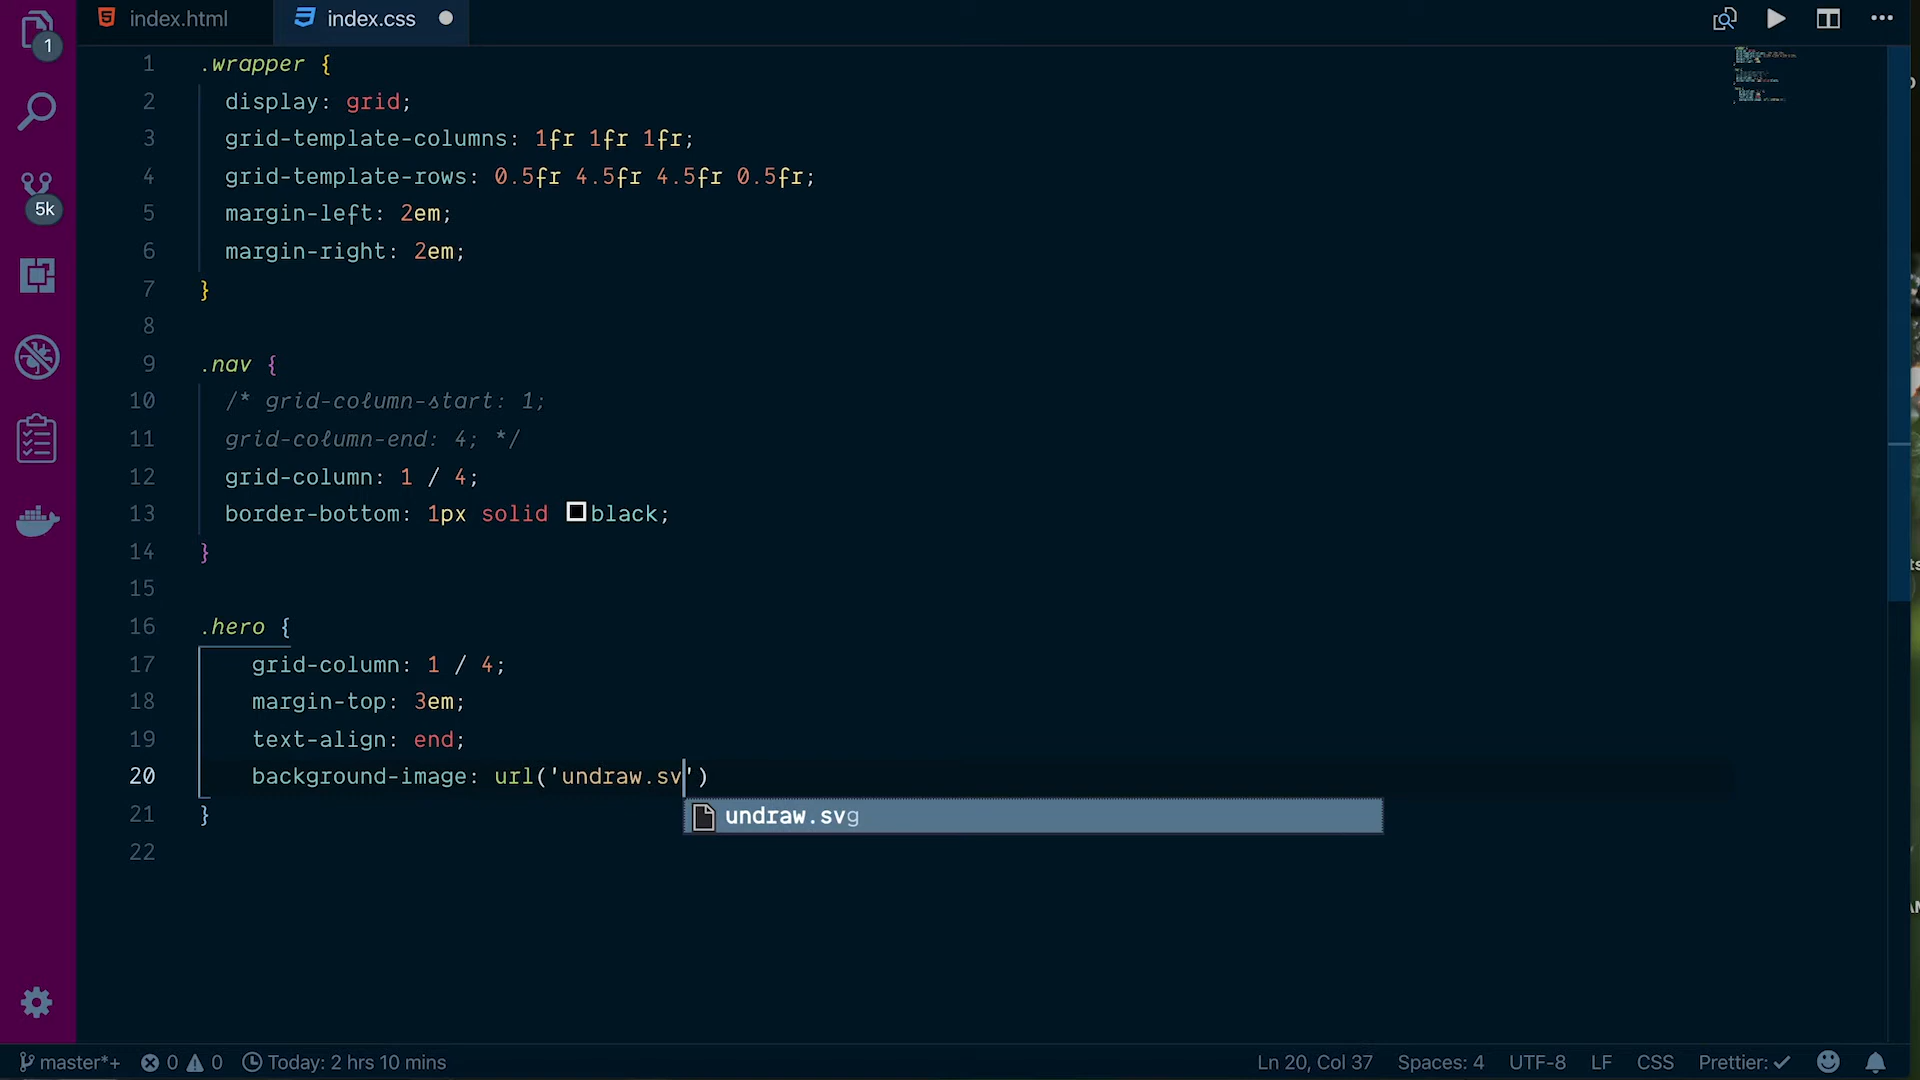 index.html
index.css
1
5k
1 .wrapper {
2 display: grid;
3 grid-template-columns: 1fr 1fr 1fr;
4 grid-template-rows: 0.5fr 4.5fr 4.5fr 0.5fr;
5 margin-left: 2em;
6 margin-right: 2em;
7 }
8
9 .nav {
10 /* grid-column-start: 1;
11 grid-column-end: 4; */
12 grid-column: 1 / 4;
13 border-bottom: 1px solid black;
14 }
15
16 .hero {
17 grid-column: 1 / 4;
18 margin-top: 3em;
19 text-align: end;
20 background-image: url('undraw.sv')
undraw.svg
21 }
22
master*+ 0 0 Today: 2 hrs 10 mins Ln 20, Col 37 Spaces: 4 UTF-8 LF CSS Prettier: ✓